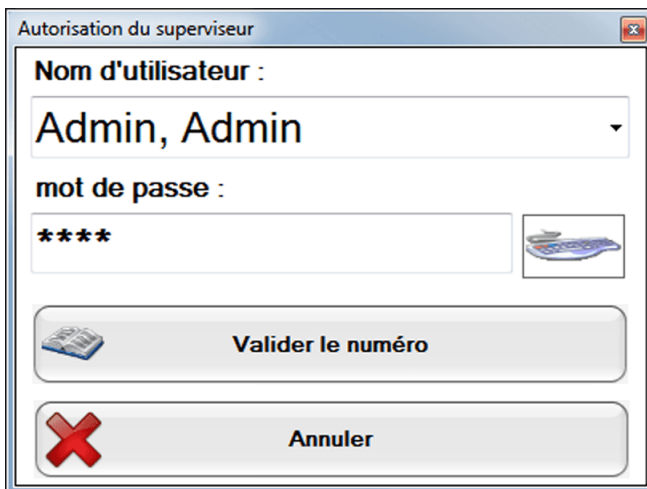 Autorisation du superviseur
Nom d'utilisateur :
Admin, Admin
mot de passe :
****
Valider le numéro
Annuler